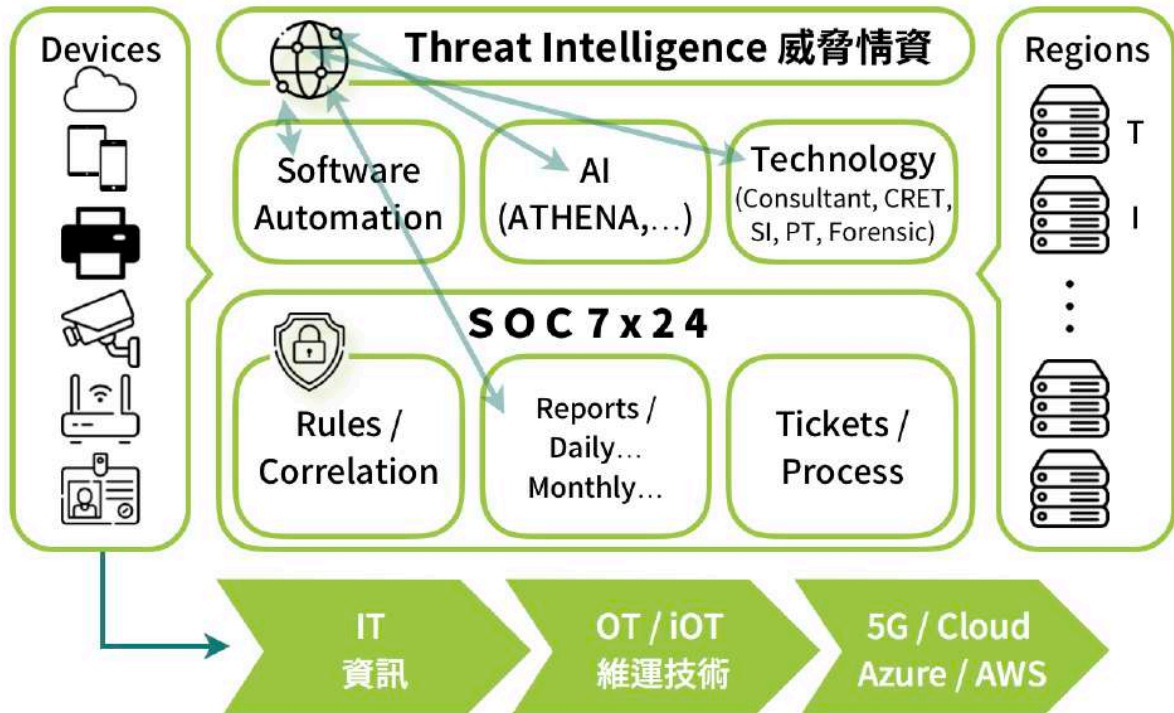 Devices
Threat Intelligence 威脅情資
Regions
Software
Automation
AI
(ATHENA,…)
Technology
(Consultant, CRET,
SI, PT, Forensic)
T
I
SOC7x24
Rules /
Correlation
Reports /
Daily…
Monthly…
Tickets /
Process
IT
資訊
OT / iOT
維運技術
5G / Cloud
Azure / AWS